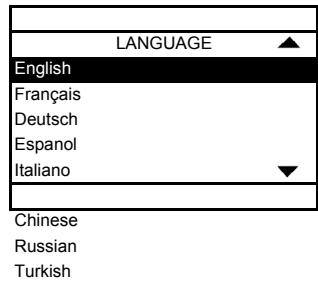 LANGUAGE
English
Français
Deutsch
Espanol
Italiano
Chinese
Russian
Turkish